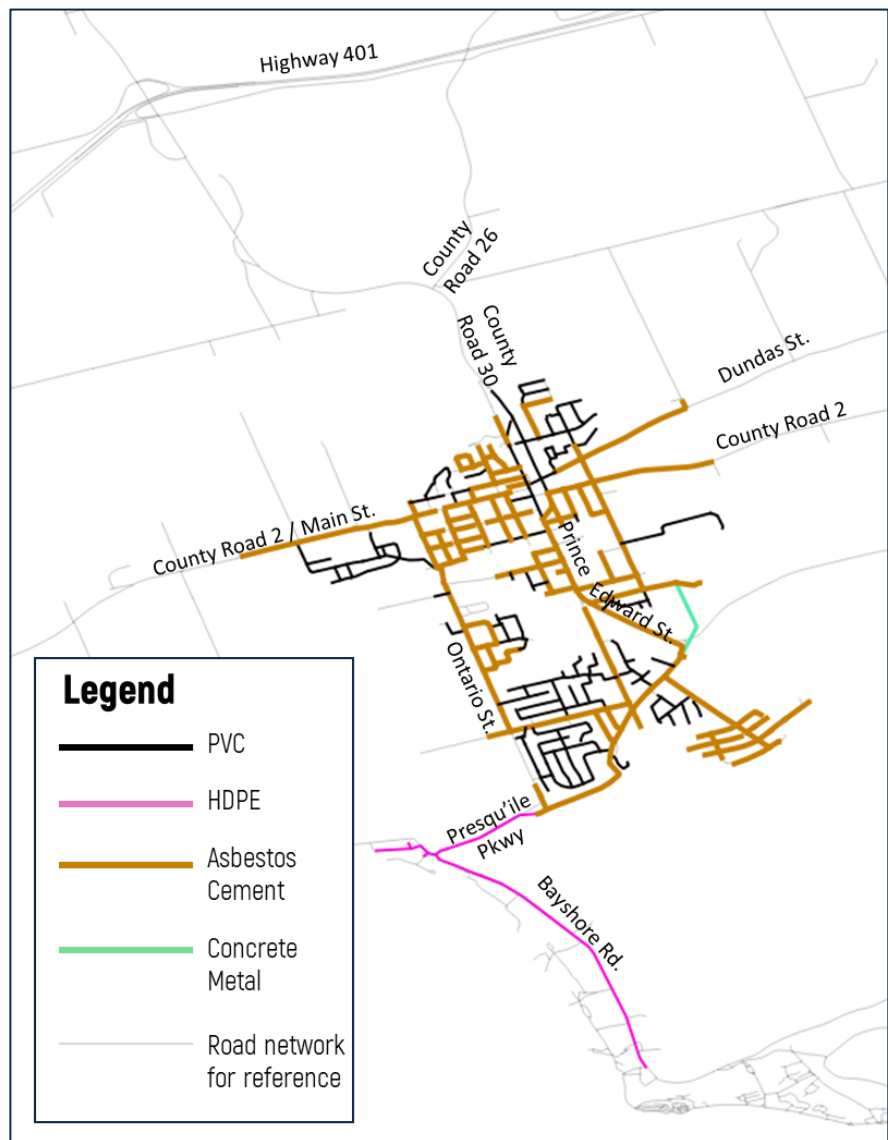 Highway 401
County
Road 26
County
Road 30
Dundas St.
County Road 2
County Road 2 / Main St.
Prince
Edward St.
Ontario St.
Presqu'ile
Pkwy
Bayshore Rd.
Legend
PVC
HDPE
Asbestos
Cement
Concrete
Metal
Road network
for reference